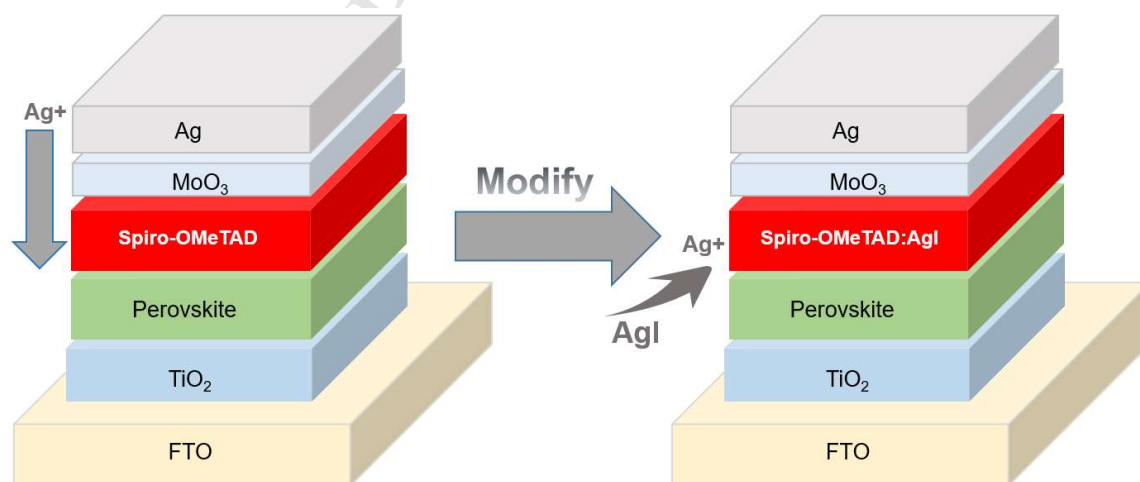 Ag+
Ag
MoO₃
Spiro-OMeTAD
Perovskite
TiO₂
FTO
Modify
Ag+
AgI
Ag
MoO₃
Spiro-OMeTAD:AgI
Perovskite
TiO₂
FTO